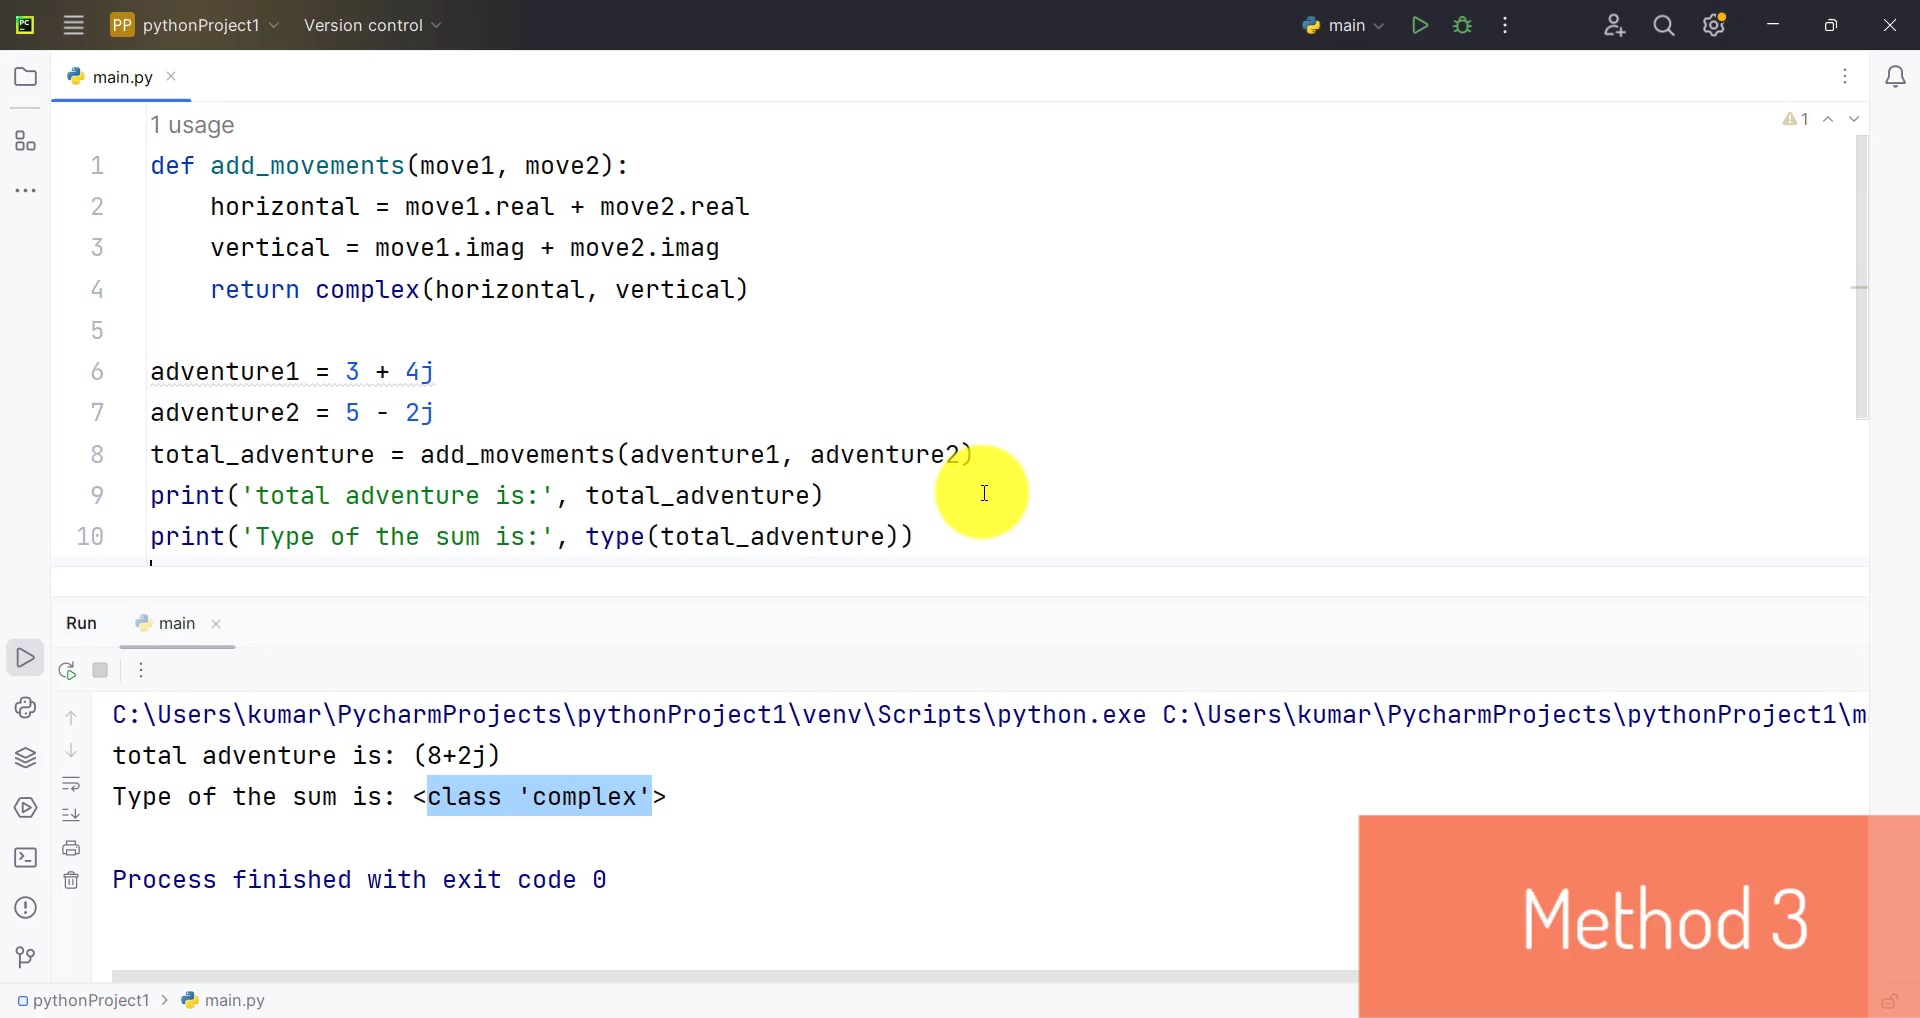 PC PP pythonProject1 Version control main
main.py
1 usage
1
1 def add_movements(move1, move2):
2 horizontal = move1.real + move2.real
3 vertical = move1.imag + move2.imag
4 return complex(horizontal, vertical)
5
6 adventure1 = 3 + 4j
7 adventure2 = 5 - 2j
8 total_adventure = add_movements(adventure1, adventure2)
9 print('total adventure is:', total_adventure)
10 print('Type of the sum is:', type(total_adventure))
Run main
C:\Users\kumar\PycharmProjects\pythonProject1\venv\Scripts\python.exe C:\Users\kumar\PycharmProjects\pythonProject1\m
total adventure is: (8+2j)
Type of the sum is: <class 'complex'>
Process finished with exit code 0
Method 3
pythonProject1 > main.py